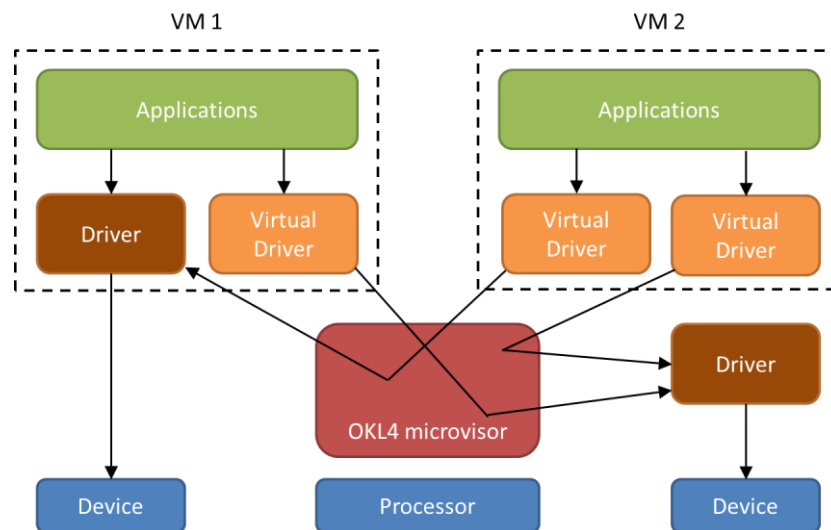 VM 1
VM 2
Applications
Applications
Driver
Virtual
Driver
Virtual
Driver
Virtual
Driver
OKL4 microvisor
Driver
Device
Processor
Device